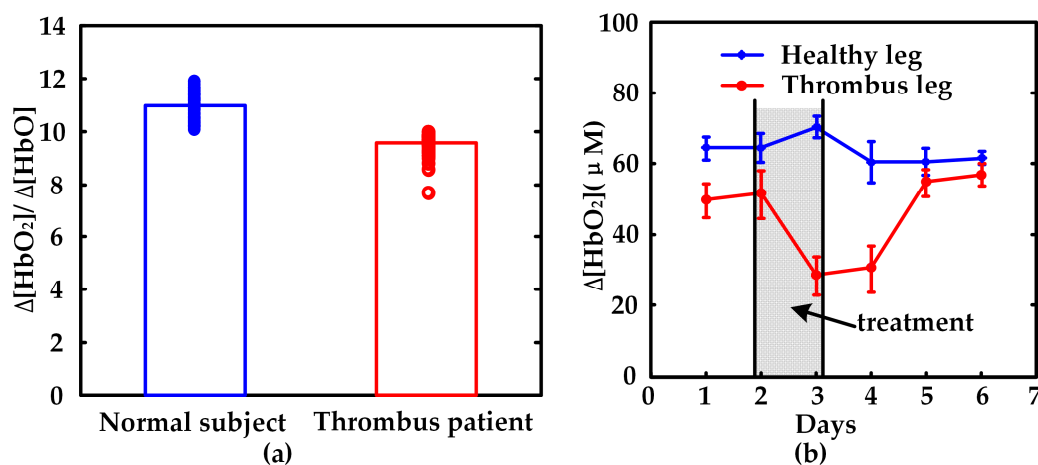 14
12
10
8
6
4
2
0
Δ[HbO₂]/ Δ[HbO]
Normal subject
Thrombus patient
(a)
100
80
60
40
20
0
Δ[HbO₂]( μ M)
Healthy leg
Thrombus leg
treatment
0 1 2 3 4 5 6 7
Days
(b)